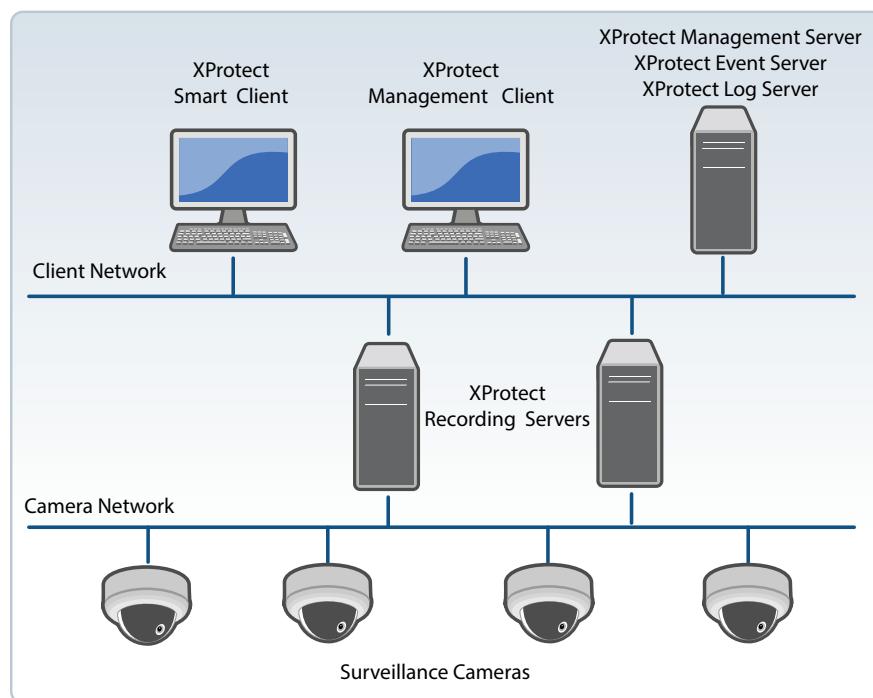 XProtect
Smart Client
XProtect
Management Client
XProtect Management Server
XProtect Event Server
XProtect Log Server
Client Network
XProtect
Recording Servers
Camera Network
Surveillance Cameras